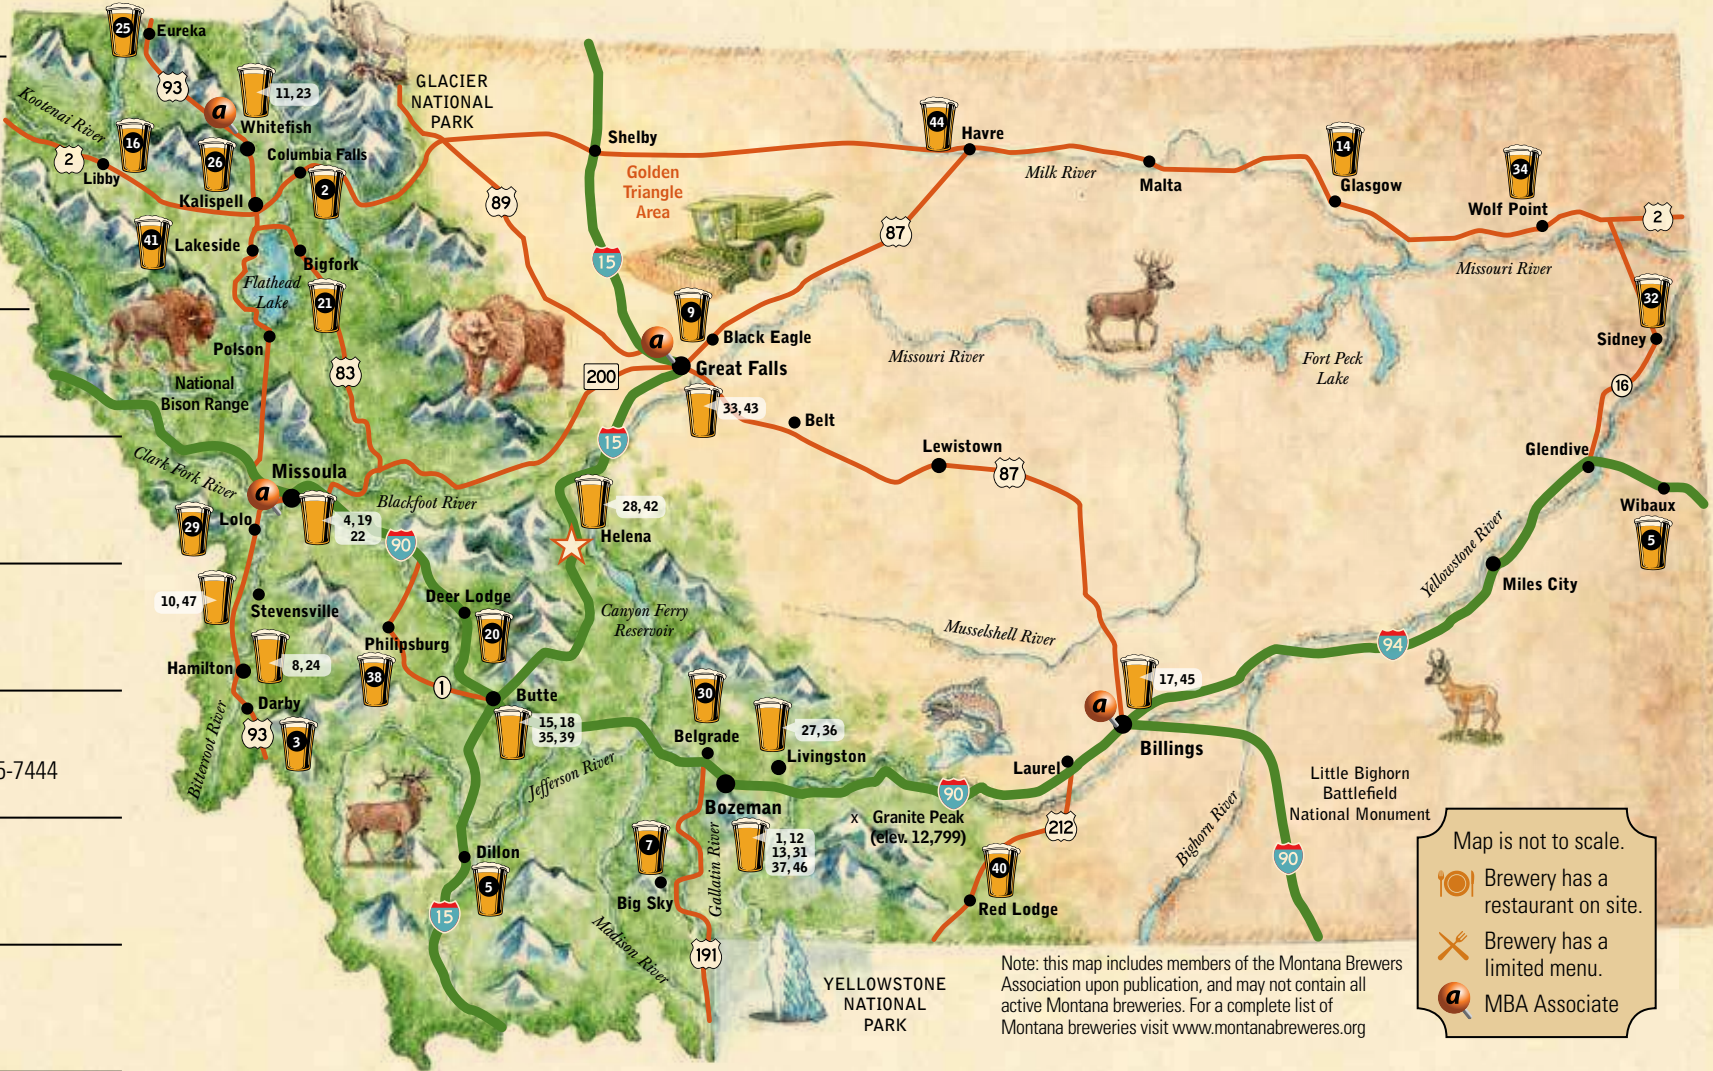 25
Eureka
93
11, 23
a
Whitefish
Kootenai River
16
2
Libby
26
Columbia Falls
2
Kalispell
GLACIER
NATIONAL
PARK
41
Lakeside
Bigfork
Flathead
Lake
21
Polson
National
Bison Range
83
89
Shelby
Golden
Triangle
Area
15
44
Havre
87
Milk River
Malta
14
Glasgow
34
Wolf Point
2
Missouri River
32
Sidney
16
9
Black Eagle
a
Great Falls
200
33, 43
Belt
15
Missouri River
Fort Peck
Lake
Lewistown
87
Glendive
Wibaux
5
Clark Fork River
Missoula
a
Blackfoot River
4, 19
22
29
Lolo
90
28, 42
Helena
10, 47
Stevensville
Deer Lodge
20
Philipsburg
38
1
Canyon Ferry
Reservoir
Hamilton
8, 24
Darby
93
3
Bitterroot River
Butte
15, 18
35, 39
Musselshell River
Yellowstone River
Miles City
94
17, 45
a
Billings
30
Belgrade
27, 36
Livingston
Jefferson River
Bozeman
1, 12
13, 31
37, 46
Laurel
90
x Granite Peak
(elev. 12,799)
212
Bighorn River
Little Bighorn
Battlefield
National Monument
90
5-7444
Dillon
5
15
7
Big Sky
Gallatin River
Madison River
191
40
Red Lodge
YELLOWSTONE
NATIONAL
PARK
Note: this map includes members of the Montana Brewers
Association upon publication, and may not contain all
active Montana breweries. For a complete list of
Montana breweries visit www.montanabreweres.org
Map is not to scale.
Brewery has a
restaurant on site.
Brewery has a
limited menu.
a MBA Associate